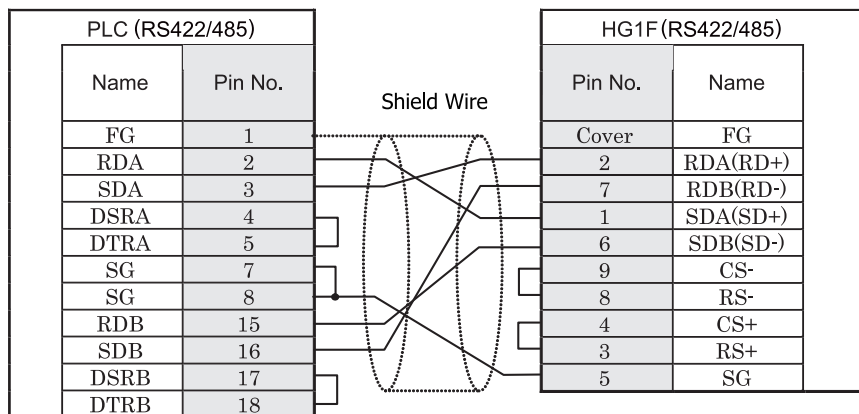 PLC (RS422/485)
Name Pin No.
FG 1
RDA 2
SDA 3
DSRA 4
DTRA 5
SG 7
SG 8
RDB 15
SDB 16
DSRB 17
DTRB 18
Shield Wire
HG1F(RS422/485)
Pin No. Name
Cover FG
2 RDA(RD+)
7 RDB(RD-)
1 SDA(SD+)
6 SDB(SD-)
9 CS-
8 RS-
4 CS+
3 RS+
5 SG